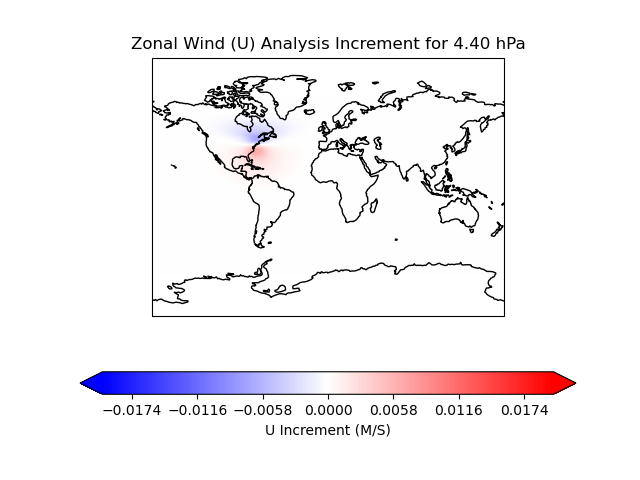 Zonal Wind (U) Analysis Increment for 4.40 hPa
−0.0174 −0.0116 −0.0058 0.0000 0.0058 0.0116 0.0174
U Increment (M/S)